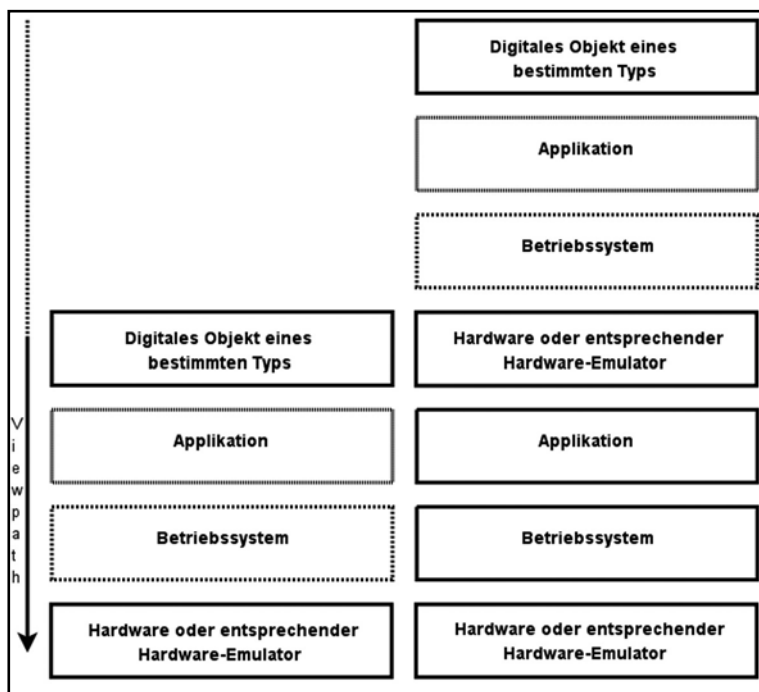 Digitales Objekt eines
bestimmten Typs
Applikation
Betriebssystem
Digitales Objekt eines
bestimmten Typs
Hardware oder entsprechender
Hardware-Emulator
Viewpath
Applikation
Applikation
Betriebssystem
Betriebssystem
Hardware oder entsprechender
Hardware-Emulator
Hardware oder entsprechender
Hardware-Emulator